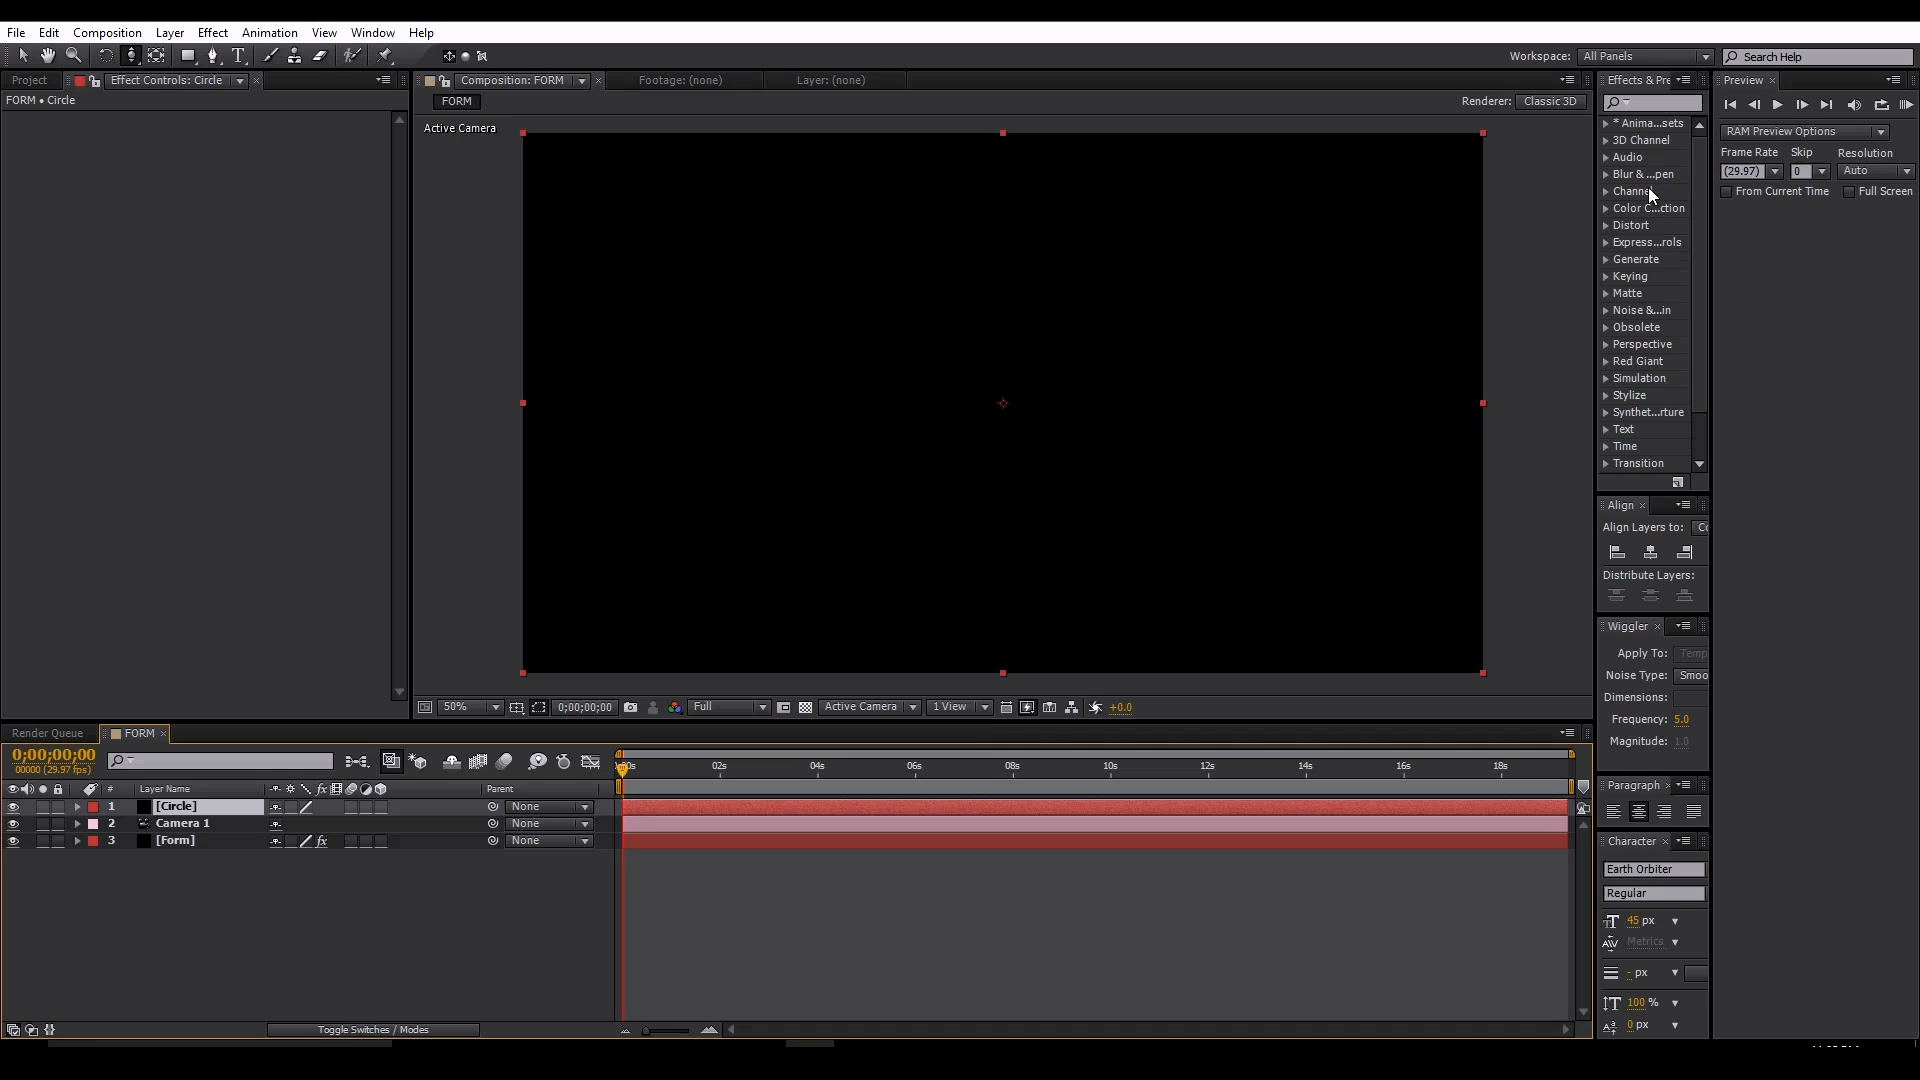 File Edit Composition Layer Effect Animation View Window Help
Workspace: All Panels Search Help
Project Effect Controls: Circle Composition: FORM Footage: (none) Layer: (none) Effects & Pre Preview
FORM • Circle FORM Renderer: Classic 3D
Active Camera
* Anima...sets
3D Channel
Audio
Blur & ...pen
Channel
Color C...ction
Distort
Express...rols
Generate
Keying
Matte
Noise &...in
Obsolete
Perspective
Red Giant
Simulation
Stylize
Synthet...rture
Text
Time
Transition
RAM Preview Options
Frame Rate Skip Resolution
(29.97) 0 Auto
From Current Time Full Screen
Align
Align Layers to:
Distribute Layers:
Wiggler
Apply To: Temp
Noise Type: Smoo
Dimensions:
Frequency: 5.0
Magnitude: 1.0
Paragraph
Character
Earth Orbiter
Regular
45 px
Metrics
- px
100 %
0 px
50% 0;00;00;00 Full Active Camera 1 View +0.0
Render Queue FORM
0;00;00;00
00000 (29.97 fps)
02s 04s 06s 08s 10s 12s 14s 16s 18s
# Layer Name Parent
1 [Circle] None
2 Camera 1 None
3 [Form] fx None
Toggle Switches / Modes